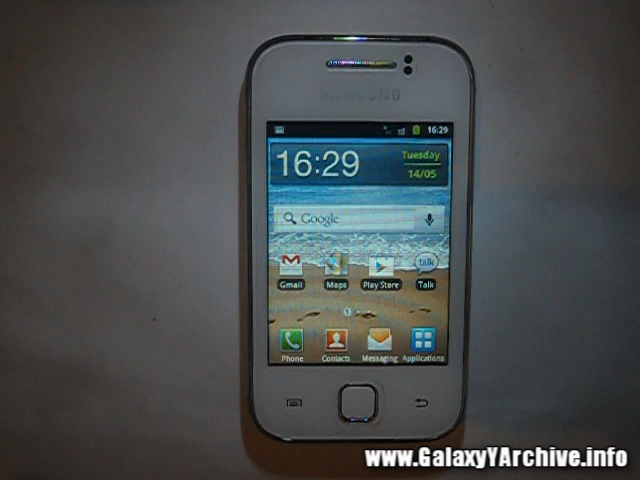 SAMSUNG
16:29
16:29
Tuesday
14/05
Google
Gmail Maps Play Store talk Talk
Phone Contacts Messaging Applications
www.GalaxyYArchive.info